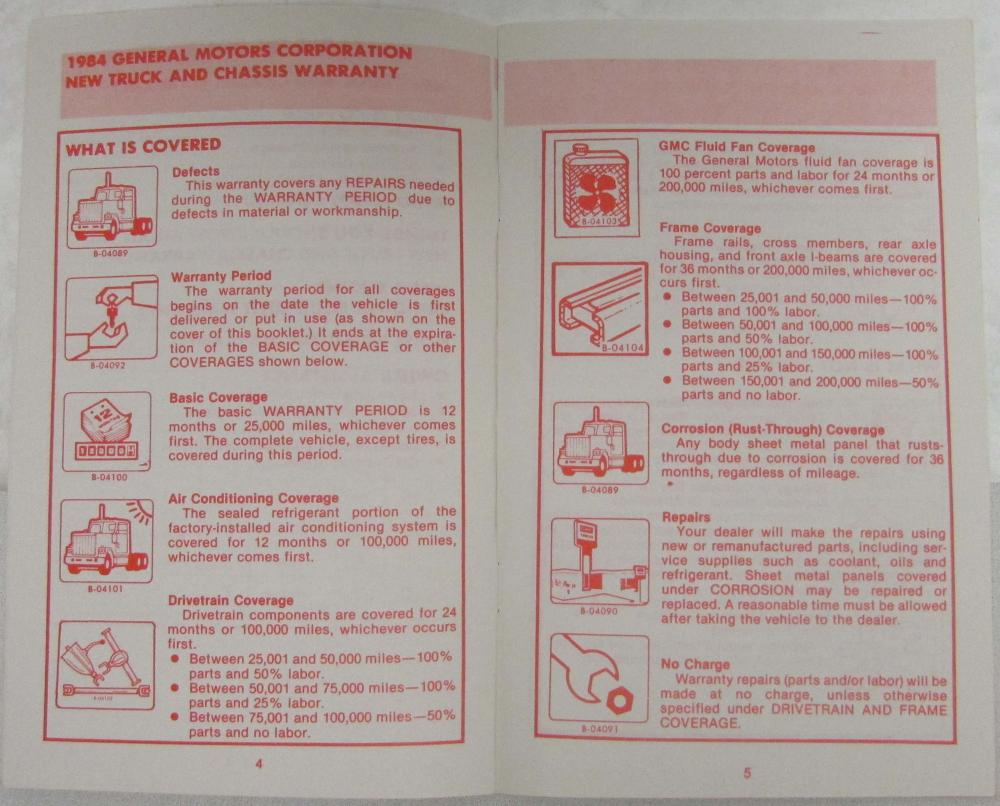 1984 GENERAL MOTORS CORPORATION
NEW TRUCK AND CHASSIS WARRANTY
WHAT IS COVERED
B-04089
Defects
This warranty covers any REPAIRS needed
during the WARRANTY PERIOD due to
defects in material or workmanship.
B-04092
Warranty Period
The warranty period for all coverages
begins on the date the vehicle is first
delivered or put in use (as shown on the
cover of this booklet.) It ends at the expira-
tion of the BASIC COVERAGE or other
COVERAGES shown below.
B-04100
Basic Coverage
The basic WARRANTY PERIOD is 12
months or 25,000 miles, whichever comes
first. The complete vehicle, except tires, is
covered during this period.
B-04101
Air Conditioning Coverage
The sealed refrigerant portion of the
factory-installed air conditioning system is
covered for 12 months or 100,000 miles,
whichever comes first.
Drivetrain Coverage
Drivetrain components are covered for 24
months or 100,000 miles, whichever occurs
first.
● Between 25,001 and 50,000 miles—100%
parts and 50% labor.
● Between 50,001 and 75,000 miles—100%
parts and 25% labor.
● Between 75,001 and 100,000 miles—50%
parts and no labor.
4
B-04103
GMC Fluid Fan Coverage
The General Motors fluid fan coverage is
100 percent parts and labor for 24 months or
200,000 miles, whichever comes first.
B-04104
Frame Coverage
Frame rails, cross members, rear axle
housing, and front axle I-beams are covered
for 36 months or 200,000 miles, whichever oc-
curs first.
● Between 25,001 and 50,000 miles—100%
parts and 100% labor.
● Between 50,001 and 100,000 miles—100%
parts and 50% labor.
● Between 100,001 and 150,000 miles—100%
parts and 25% labor.
● Between 150,001 and 200,000 miles—50%
parts and no labor.
B-04089
Corrosion (Rust-Through) Coverage
Any body sheet metal panel that rusts-
through due to corrosion is covered for 36
months, regardless of mileage.
B-04090
Repairs
Your dealer will make the repairs using
new or remanufactured parts, including ser-
vice supplies such as coolant, oils and
refrigerant. Sheet metal panels covered
under CORROSION may be repaired or
replaced. A reasonable time must be allowed
after taking the vehicle to the dealer.
B-04091
No Charge
Warranty repairs (parts and/or labor) will be
made at no charge, unless otherwise
specified under DRIVETRAIN AND FRAME
COVERAGE.
5